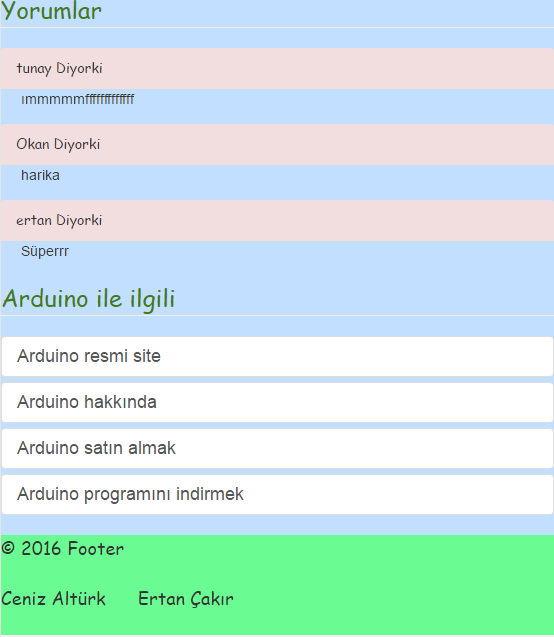 Yorumlar
tunay Diyorki
ımmmmmffffffffffffff
Okan Diyorki
harika
ertan Diyorki
Süperrr
Arduino ile ilgili
Arduino resmi site
Arduino hakkında
Arduino satın almak
Arduino programını indirmek
© 2016 Footer
Ceniz Altürk Ertan Çakır